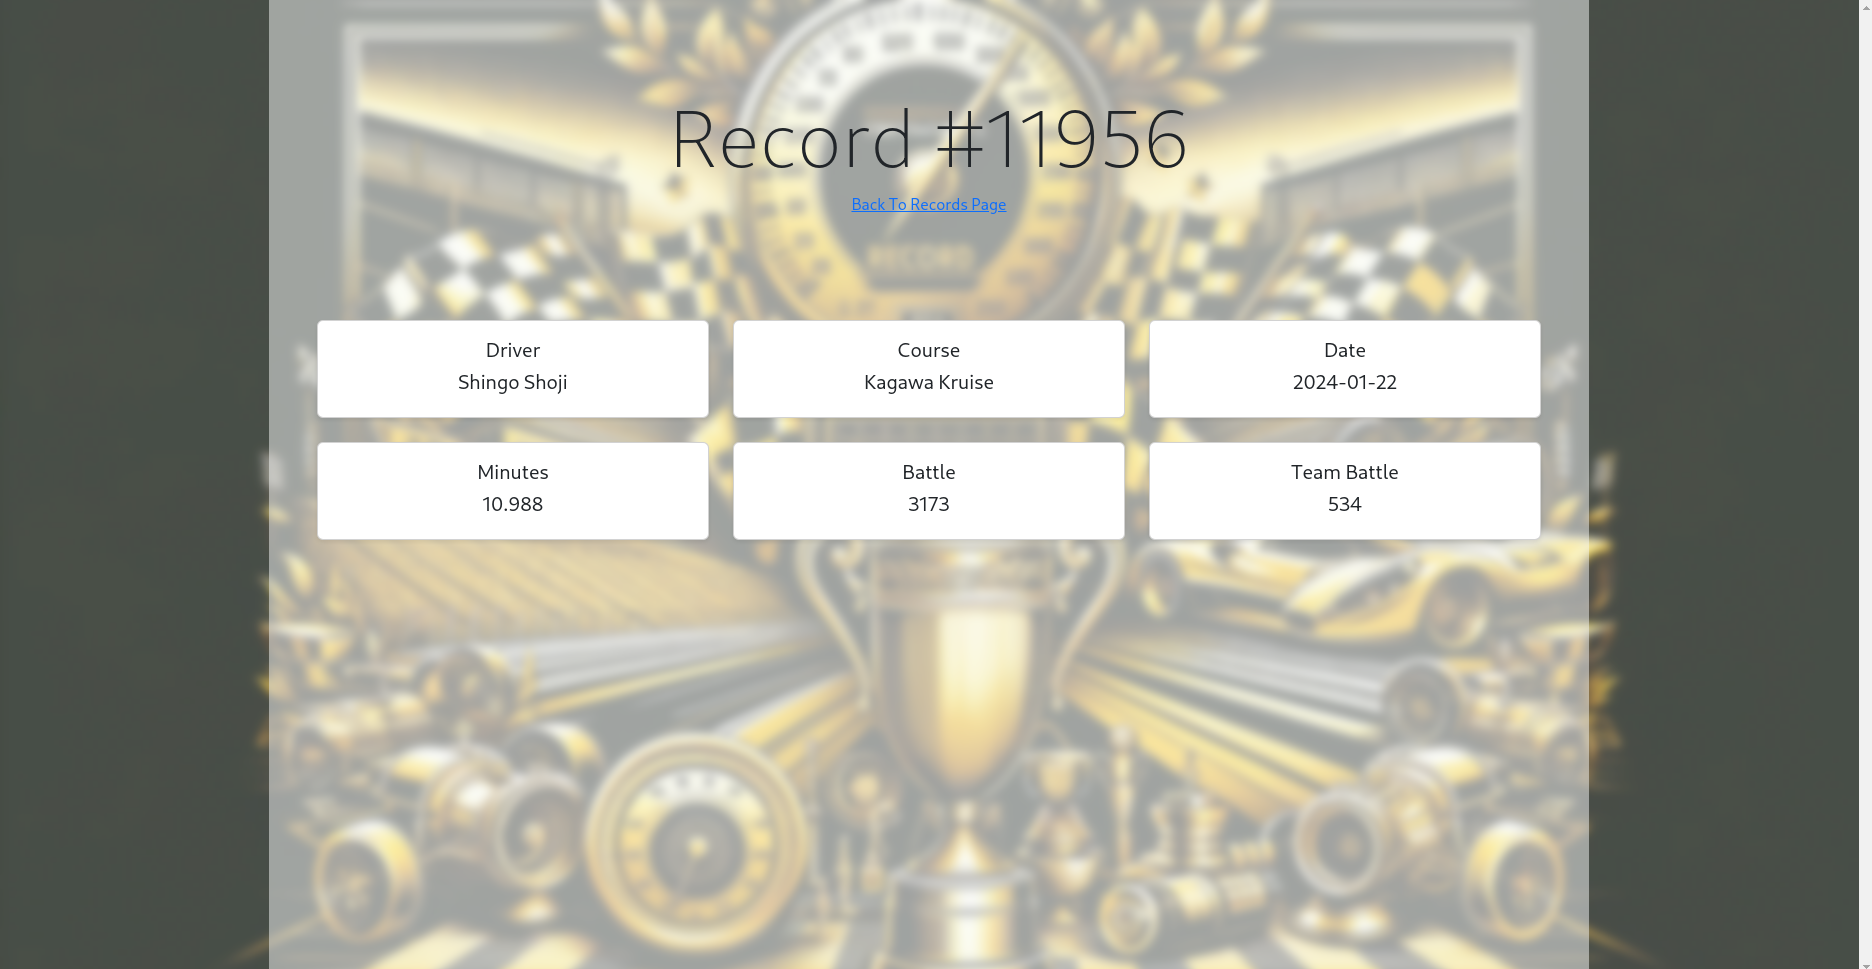 Record #11956
Back To Records Page
RECORD
Driver
Shingo Shoji
Course
Kagawa Kruise
Date
2024-01-22
Minutes
10.988
Battle
3173
Team Battle
534